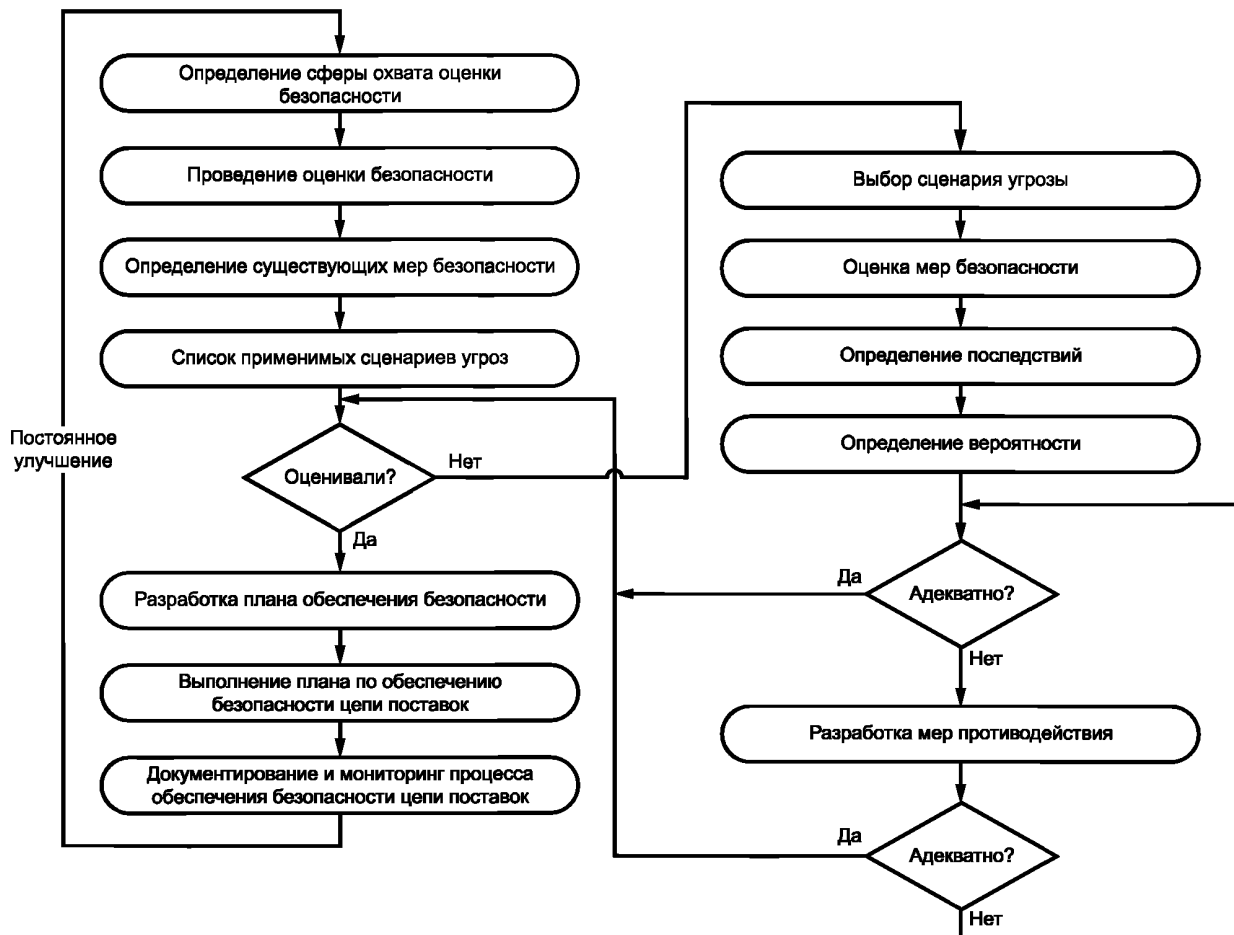 Определение сферы охвата оценки
безопасности
Проведение оценки безопасности
Определение существующих мер безопасности
Список применимых сценариев угроз
Постоянное
улучшение
Оценивали?
Нет
Да
Разработка плана обеспечения безопасности
Выполнение плана по обеспечению
безопасности цепи поставок
Документирование и мониторинг процесса
обеспечения безопасности цепи поставок
Выбор сценария угрозы
Оценка мер безопасности
Определение последствий
Определение вероятности
Да
Адекватно?
Нет
Разработка мер противодействия
Да
Адекватно?
Нет